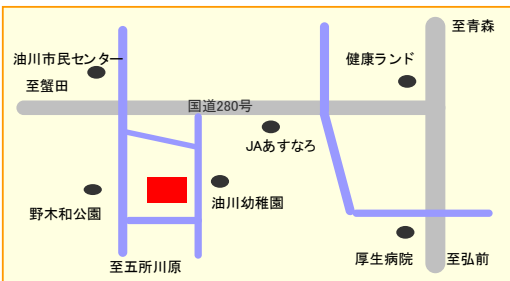 至青森
油川市民センター
健康ランド
至蟹田
国道280号
JAあすなろ
油川幼稚園
野木和公園
厚生病院
至弘前
至五所川原